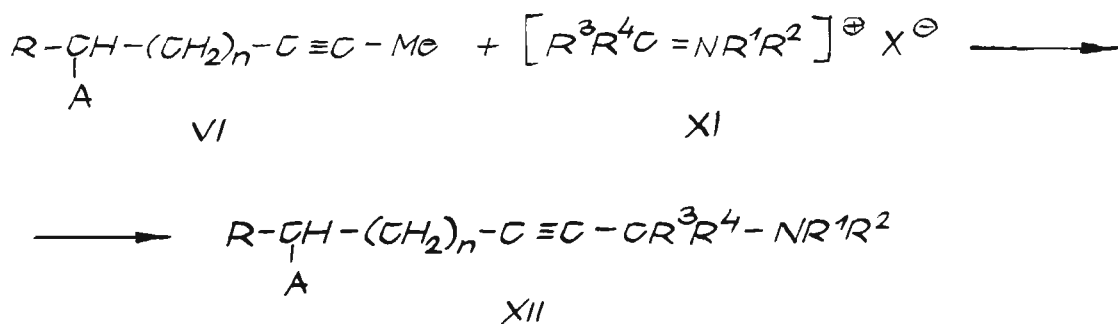 R-CH-(CH₂)ₙ-C≡C-Me + [R³R⁴C=NR¹R²]⊕ X⊖ ⟶
A
VI XI
⟶ R-CH-(CH₂)ₙ-C≡C-CR³R⁴-NR¹R²
A
XII